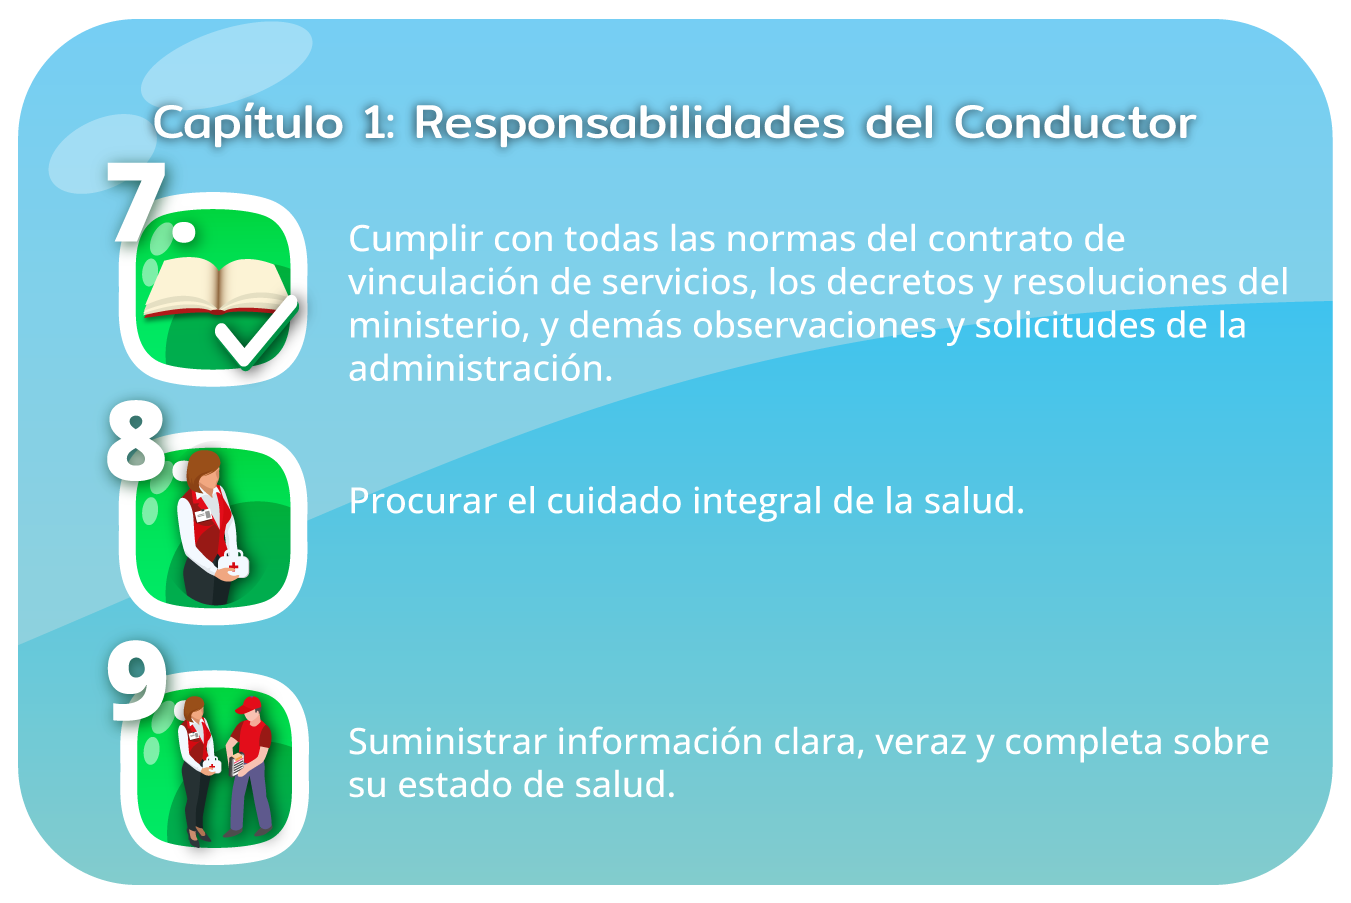 Capítulo 1: Responsabilidades del Conductor
7.
Cumplir con todas las normas del contrato de
vinculación de servicios, los decretos y resoluciones del
ministerio, y demás observaciones y solicitudes de la
administración.
8.
Procurar el cuidado integral de la salud.
9.
Suministrar información clara, veraz y completa sobre
su estado de salud.